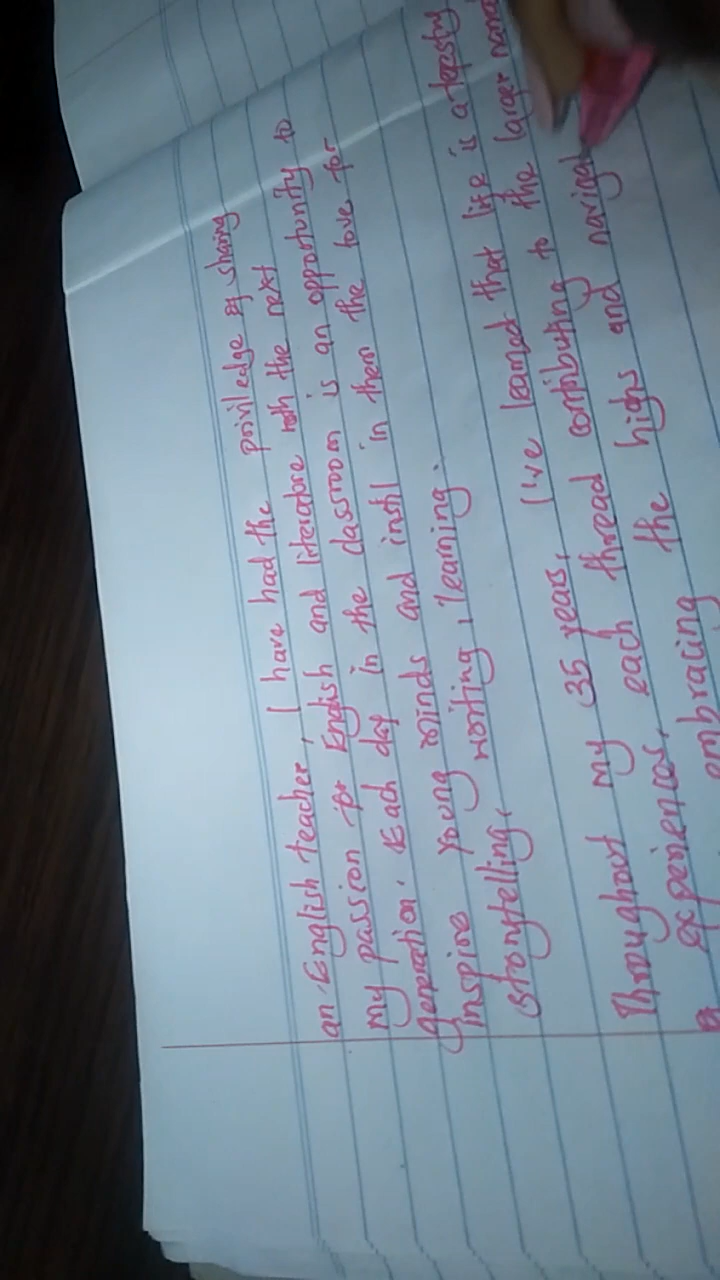 an English teacher, I have had the priviledge of sharing
my passion for English and literature with the next
generation. Each day in the classroom is an opportunity to
inspire young minds and instil in them the love for
storytelling, writing, learning.
Throughout my 35 years, I've learned that life is a tapestry
of experiences, each thread contributing to the larger
embracing the highs and